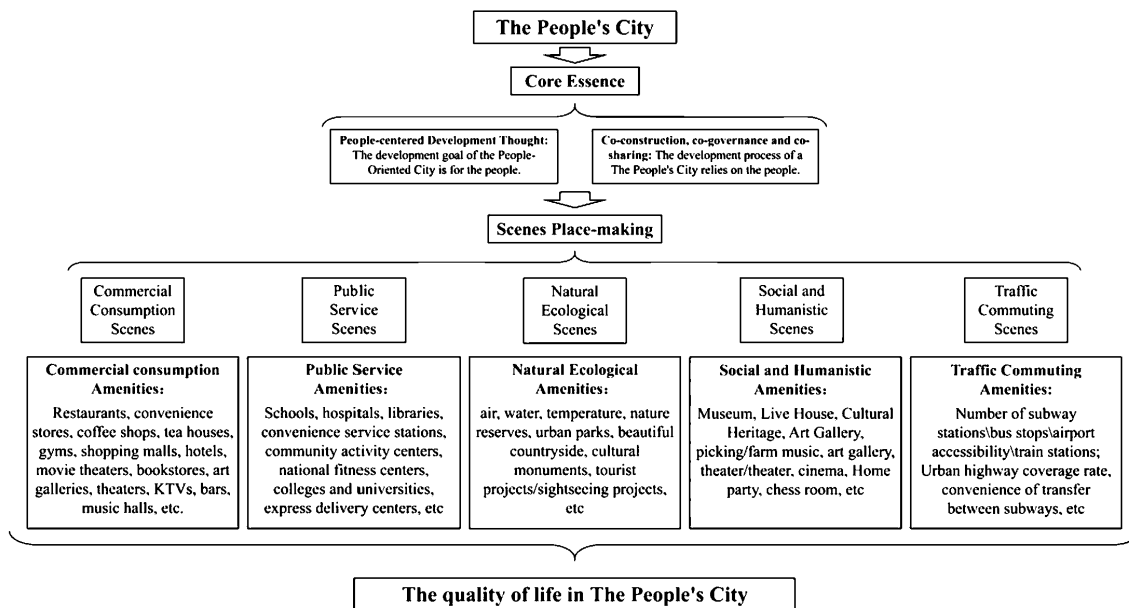 The People's City
Core Essence
People-centered Development Thought:
The development goal of the People-
Oriented City is for the people.
Co-construction, co-governance and co-
sharing: The development process of a
The People's City relies on the people.
Scenes Place-making
Commercial
Consumption
Scenes
Public
Service
Scenes
Natural
Ecological
Scenes
Social and
Humanistic
Scenes
Traffic
Commuting
Scenes
Commercial consumption
Amenities:
Restaurants, convenience
stores, coffee shops, tea houses,
gyms, shopping malls, hotels,
movie theaters, bookstores, art
galleries, theaters, KTVs, bars,
music halls, etc.
Public Service
Amenities:
Schools, hospitals, libraries,
convenience service stations,
community activity centers,
national fitness centers,
colleges and universities,
express delivery centers, etc
Natural Ecological
Amenities:
air, water, temperature, nature
reserves, urban parks, beautiful
countryside, cultural
monuments, tourist
projects/sightseeing projects,
etc
Social and Humanistic
Amenities:
Museum, Live House, Cultural
Heritage, Art Gallery,
picking/farm music, art gallery,
theater/theater, cinema, Home
party, chess room, etc
Traffic Commuting
Amenities:
Number of subway
stations\bus stops\airport
accessibility\train stations;
Urban highway coverage rate,
convenience of transfer
between subways, etc
The quality of life in The People's City